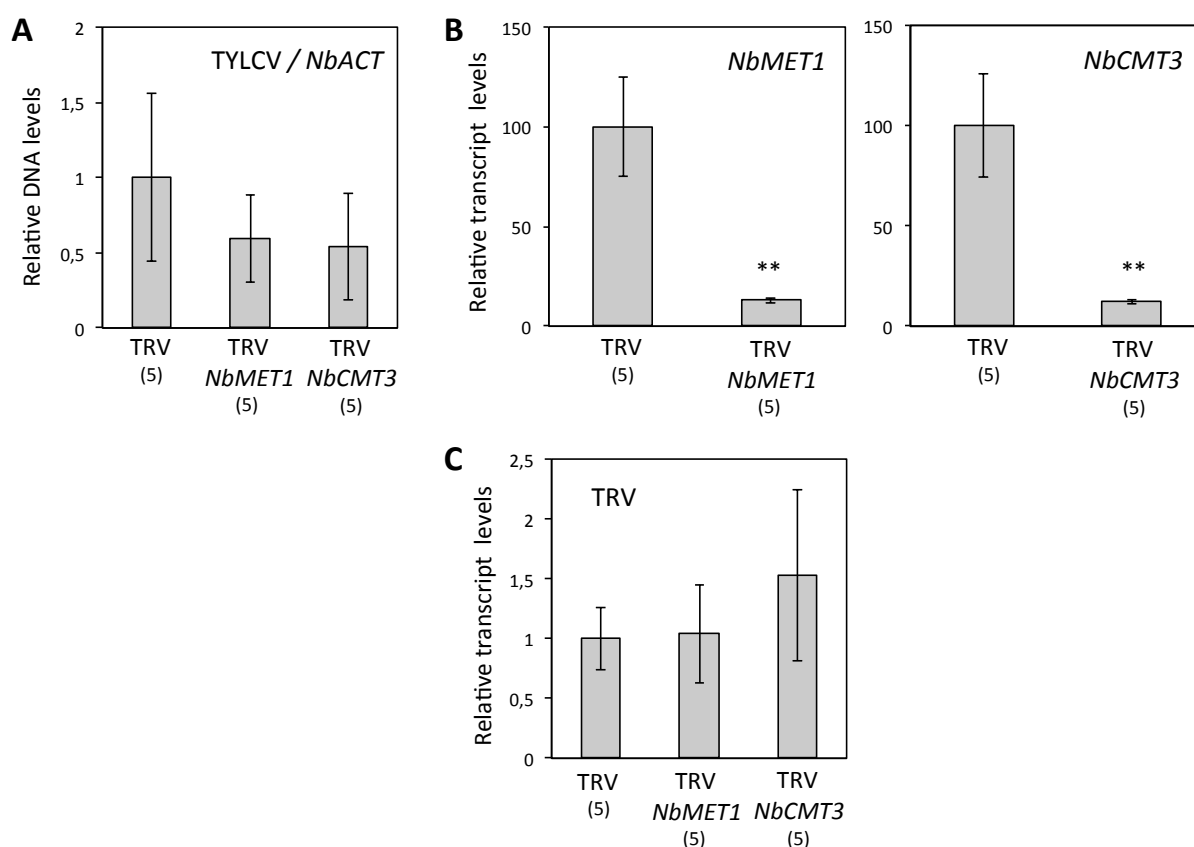 A
Relative DNA levels
2
1,5
1
0,5
0
TYLCV / NbACT
TRV
(5)
TRV
NbMET1
(5)
TRV
NbCMT3
(5)
B
Relative transcript levels
150
100
50
0
NbMET1
**
TRV
(5)
TRV
NbMET1
(5)
150
100
50
0
NbCMT3
**
TRV
(5)
TRV
NbCMT3
(5)
C
Relative transcript levels
2,5
2
1,5
1
0,5
0
TRV
TRV
(5)
TRV
NbMET1
(5)
TRV
NbCMT3
(5)